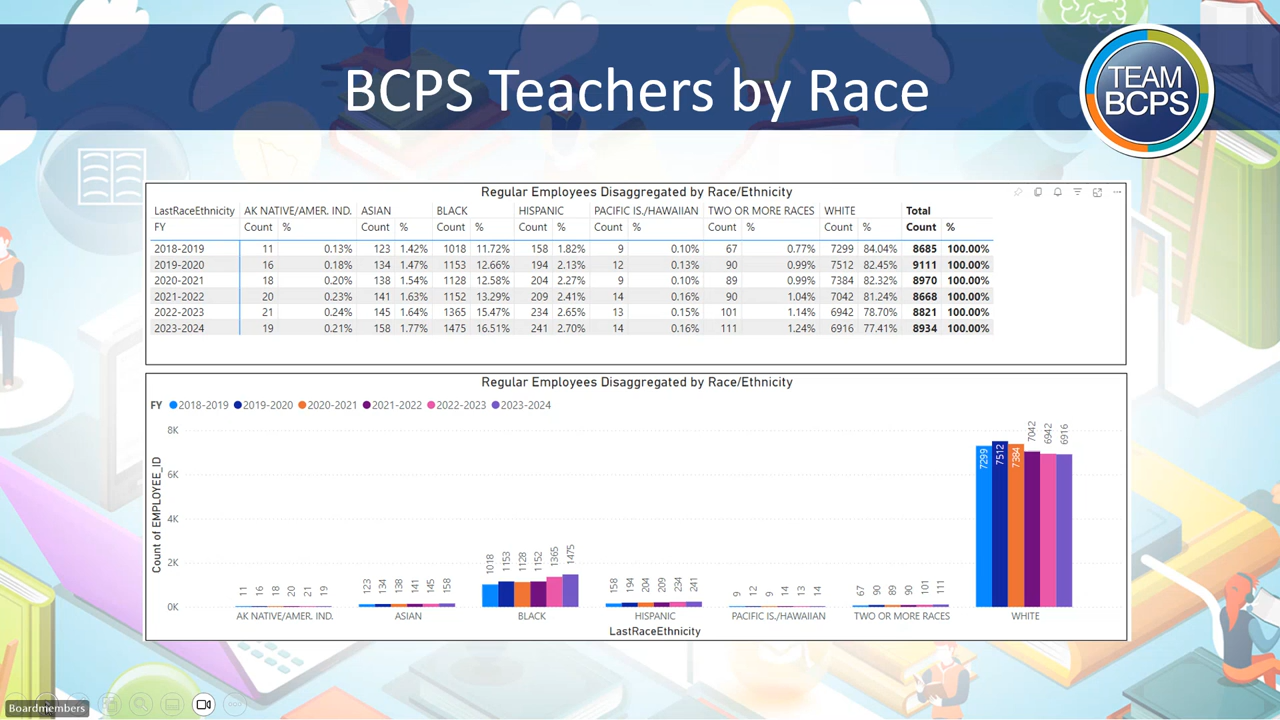 BCPS Teachers by Race
TEAM
BCPS
Regular Employees Disaggregated by Race/Ethnicity
LastRaceEthnicity AK NATIVE/AMER. IND. ASIAN BLACK HISPANIC PACIFIC IS./HAWAIIAN TWO OR MORE RACES WHITE Total
FY Count % Count % Count % Count % Count % Count % Count % Count %
2018-2019 11 0.13% 123 1.42% 1018 11.72% 158 1.82% 9 0.10% 67 0.77% 7299 84.04% 8685 100.00%
2019-2020 16 0.18% 134 1.47% 1153 12.66% 194 2.13% 12 0.13% 90 0.99% 7512 82.45% 9111 100.00%
2020-2021 18 0.20% 138 1.54% 1128 12.58% 204 2.27% 9 0.10% 89 0.99% 7384 82.32% 8970 100.00%
2021-2022 20 0.23% 141 1.63% 1152 13.29% 209 2.41% 14 0.16% 90 1.04% 7042 81.24% 8668 100.00%
2022-2023 21 0.24% 145 1.64% 1365 15.47% 234 2.65% 13 0.15% 101 1.14% 6942 78.70% 8821 100.00%
2023-2024 19 0.21% 158 1.77% 1475 16.51% 241 2.70% 14 0.16% 111 1.24% 6916 77.41% 8934 100.00%
Regular Employees Disaggregated by Race/Ethnicity
FY 2018-2019 2019-2020 2020-2021 2021-2022 2022-2023 2023-2024
Count of EMPLOYEE_ID
8K
6K
4K
2K
0K
11 16 18 20 21 19
123 134 138 141 145 158
1018 1153 1128 1152 1365 1475
158 194 204 209 234 241
9 12 9 14 13 14
67 90 89 90 101 111
7299 7512 7384 7042 6942 6916
AK NATIVE/AMER. IND. ASIAN BLACK HISPANIC PACIFIC IS./HAWAIIAN TWO OR MORE RACES WHITE
LastRaceEthnicity
Boardmembers